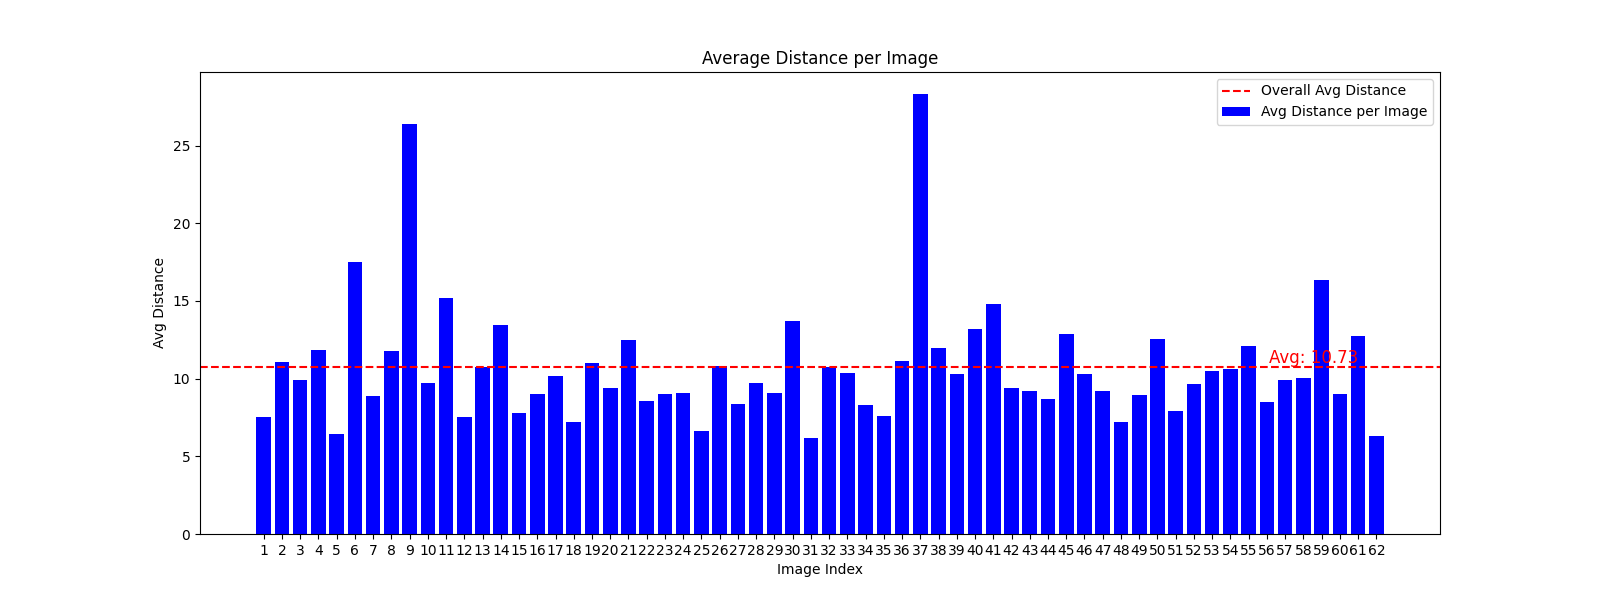 Average Distance per Image
Overall Avg Distance
Avg Distance per Image
Avg Distance
25
20
15
10
5
0
Avg: 10.73
1 2 3 4 5 6 7 8 9 10 11 12 13 14 15 16 17 18 19 20 21 22 23 24 25 26 27 28 29 30 31 32 33 34 35 36 37 38 39 40 41 42 43 44 45 46 47 48 49 50 51 52 53 54 55 56 57 58 59 60 61 62
Image Index